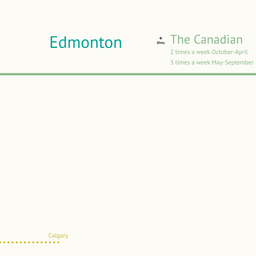 Edmonton
The Canadian
2 times a week October-April
3 times a week May-September
Calgary